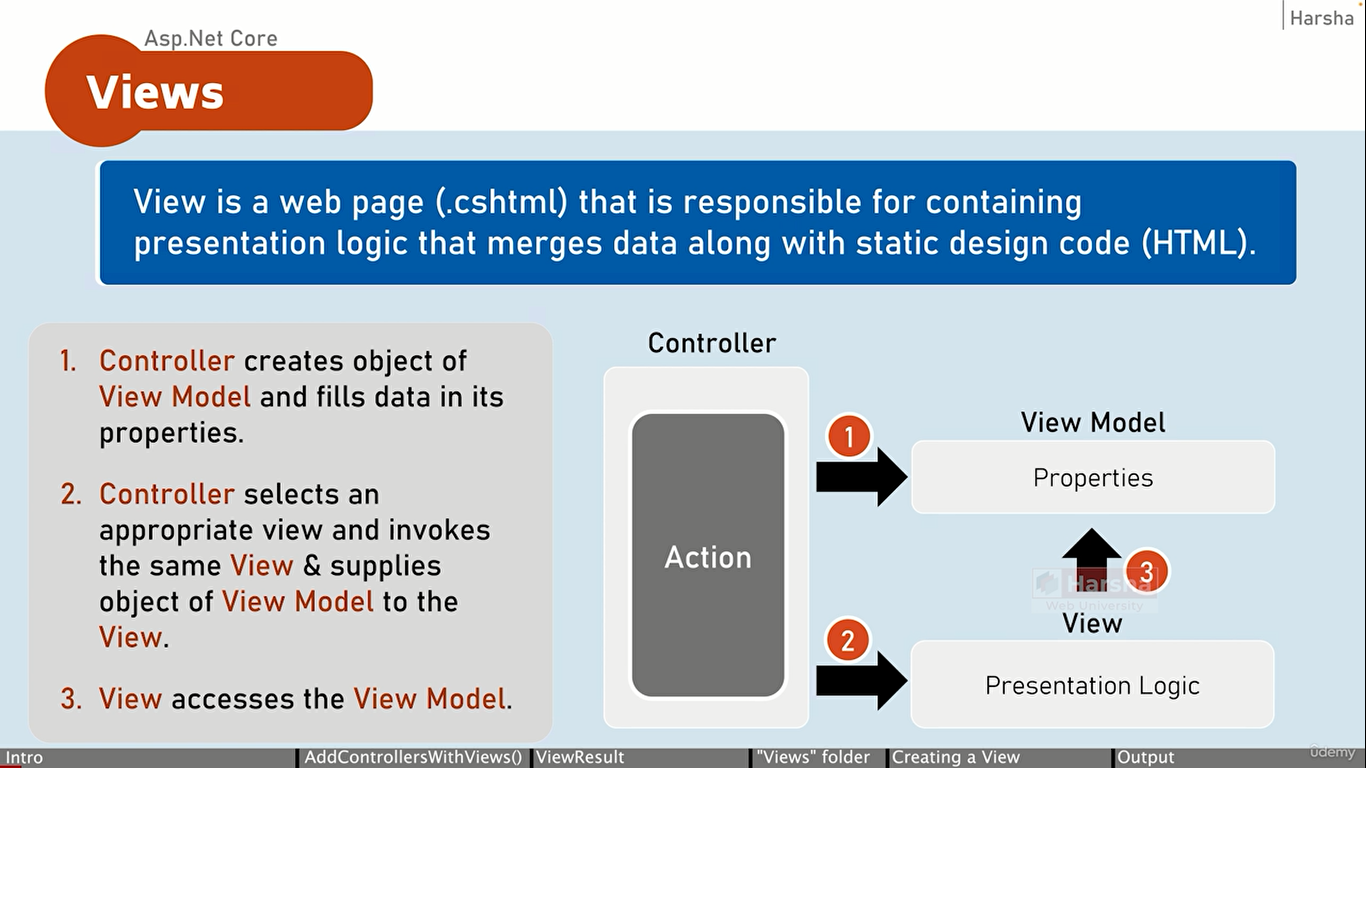 Harsha
Asp.Net Core
Views
View is a web page (.cshtml) that is responsible for containing
presentation logic that merges data along with static design code (HTML).
1. Controller creates object of
View Model and fills data in its
properties.
2. Controller selects an
appropriate view and invokes
the same View & supplies
object of View Model to the
View.
3. View accesses the View Model.
Controller
Action
1
View Model
Properties
3
Harsha
Web University
View
2
Presentation Logic
Intro
AddControllersWithViews()
ViewResult
"Views" folder
Creating a View
Output
ûdemy